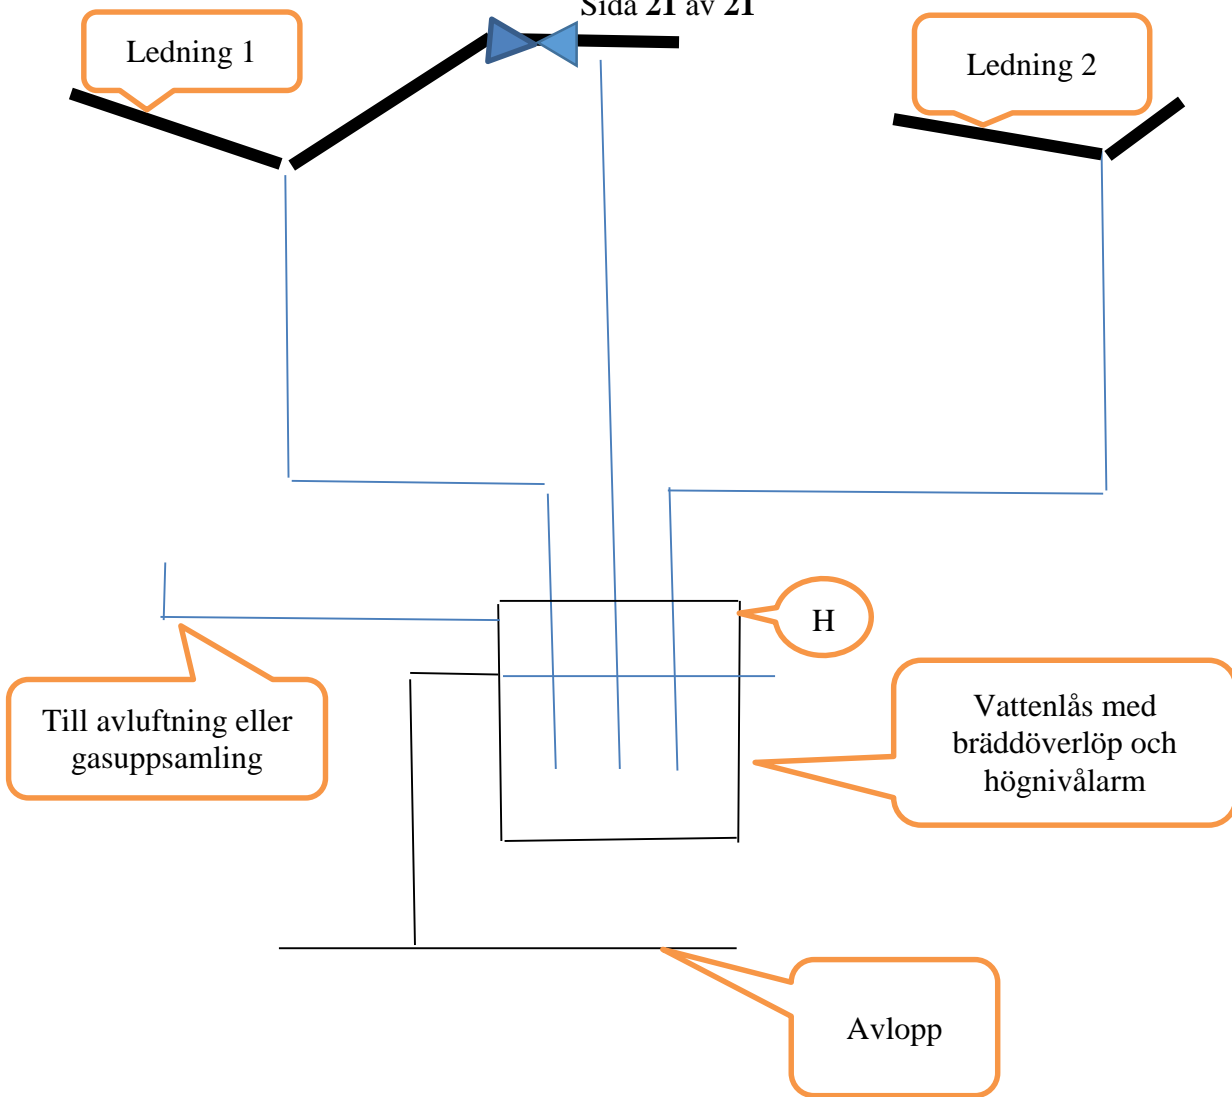 Sida 21 av 21
Ledning 1
Ledning 2
H
Till avluftning eller
gasuppsamling
Vattenlås med
bräddöverlöp och
högnivålarm
Avlopp